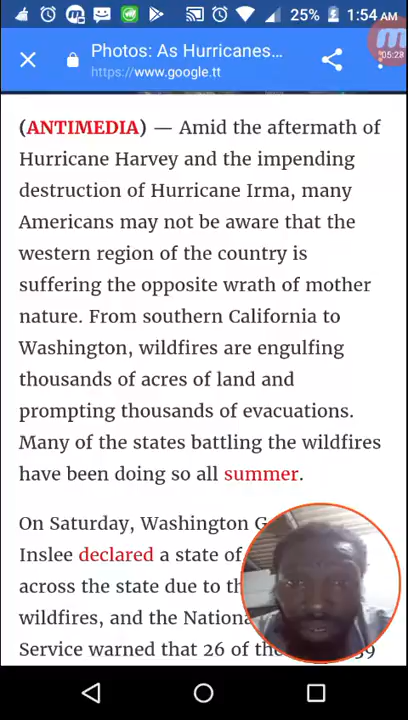 25% 1:54 AM
Photos: As Hurricanes...
https://www.google.tt
05:28
(ANTIMEDIA) — Amid the aftermath of
Hurricane Harvey and the impending
destruction of Hurricane Irma, many
Americans may not be aware that the
western region of the country is
suffering the opposite wrath of mother
nature. From southern California to
Washington, wildfires are engulfing
thousands of acres of land and
prompting thousands of evacuations.
Many of the states battling the wildfires
have been doing so all summer.
On Saturday, Washington G
Inslee declared a state of
across the state due to th
wildfires, and the Nationa
Service warned that 26 of the 39